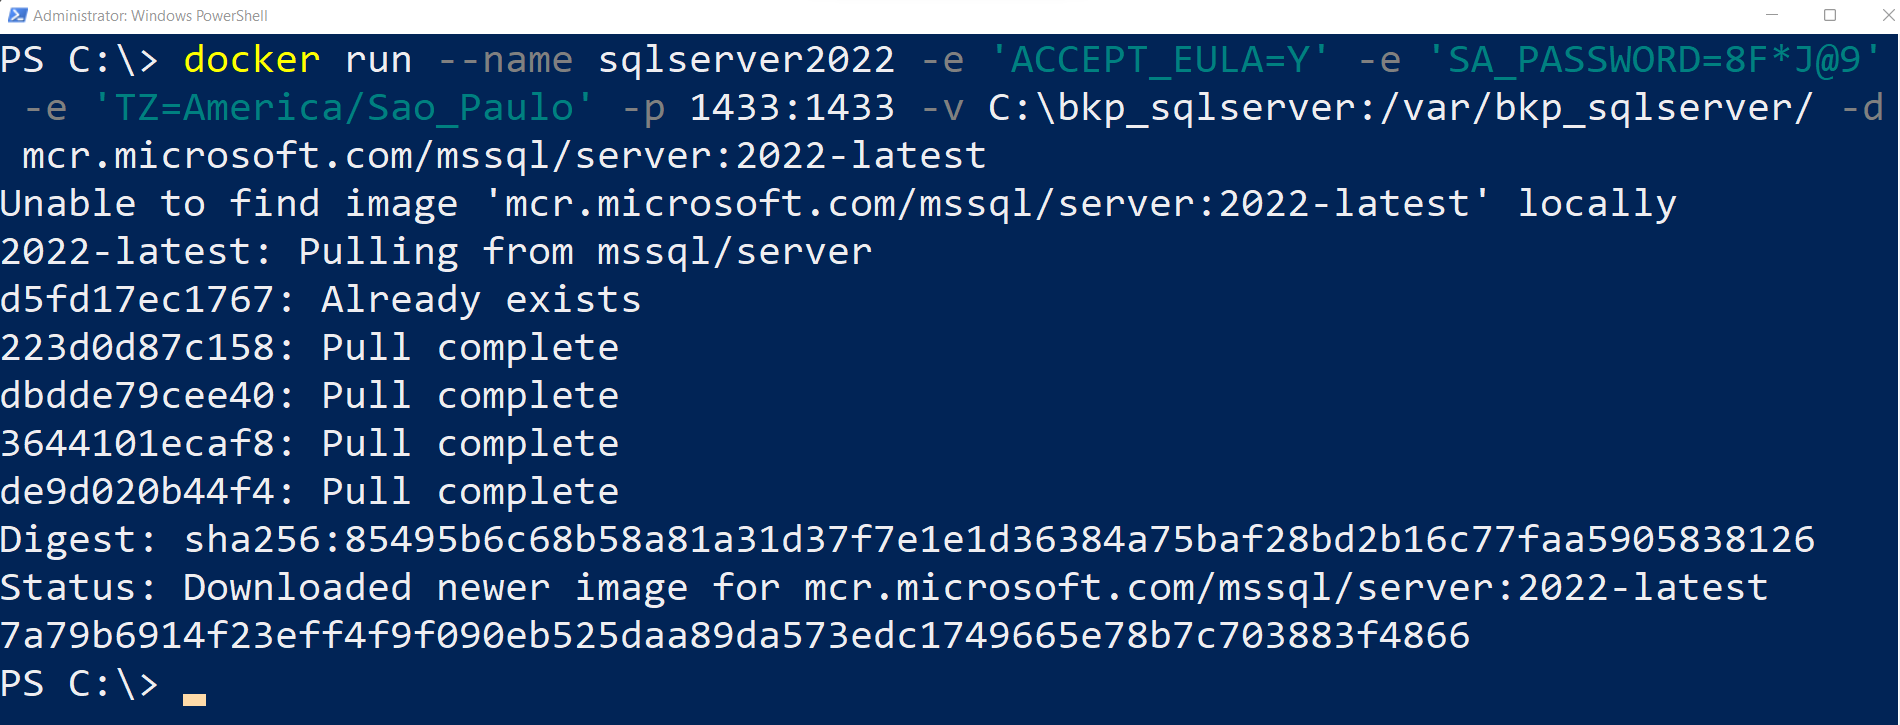 Administrator: Windows PowerShell
PS C:\> docker run --name sqlserver2022 -e 'ACCEPT_EULA=Y' -e 'SA_PASSWORD=8F*J@9'
-e 'TZ=America/Sao_Paulo' -p 1433:1433 -v C:\bkp_sqlserver:/var/bkp_sqlserver/ -d
mcr.microsoft.com/mssql/server:2022-latest
Unable to find image 'mcr.microsoft.com/mssql/server:2022-latest' locally
2022-latest: Pulling from mssql/server
d5fd17ec1767: Already exists
223d0d87c158: Pull complete
dbdde79cee40: Pull complete
3644101ecaf8: Pull complete
de9d020b44f4: Pull complete
Digest: sha256:85495b6c68b58a81a31d37f7e1e1d36384a75baf28bd2b16c77faa5905838126
Status: Downloaded newer image for mcr.microsoft.com/mssql/server:2022-latest
7a79b6914f23eff4f9f090eb525daa89da573edc1749665e78b7c703883f4866
PS C:\>